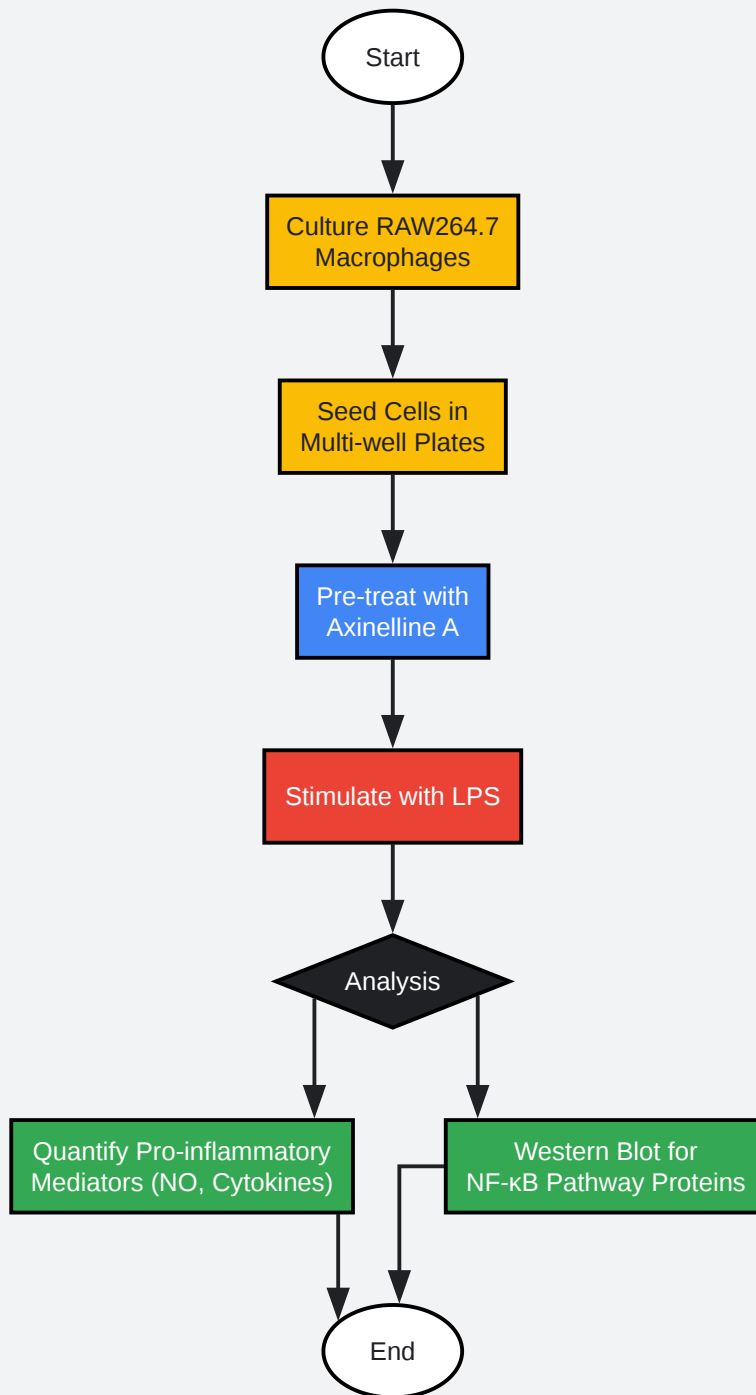 Start
Culture RAW264.7
Macrophages
Seed Cells in
Multi-well Plates
Pre-treat with
Axinelline A
Stimulate with LPS
Analysis
Quantify Pro-inflammatory
Mediators (NO, Cytokines)
Western Blot for
NF-κB Pathway Proteins
End